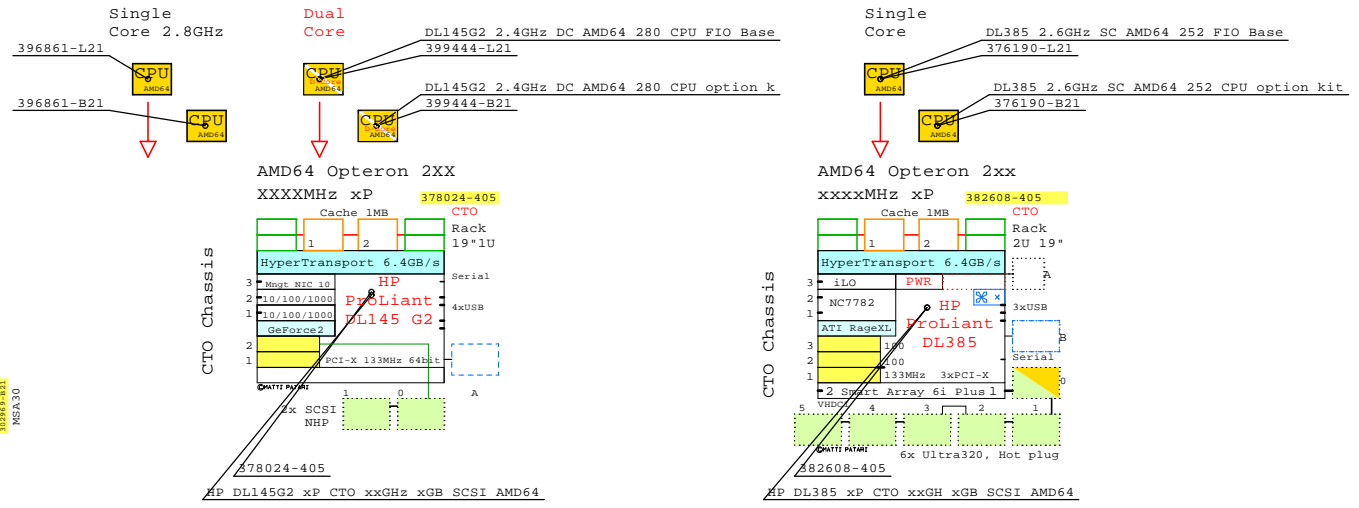 Single
Core 2.8GHz
Dual
Core
Single
Core
396861-L21
DL145G2 2.4GHz DC AMD64 280 CPU FIO Base
399444-L21
DL385 2.6GHz SC AMD64 252 FIO Base
376190-L21
CPU
AMD64
CPU
AMD64
CPU
AMD64
396861-B21
DL145G2 2.4GHz DC AMD64 280 CPU option k
399444-B21
DL385 2.6GHz SC AMD64 252 CPU option kit
376190-B21
CPU
AMD64
CPU
AMD64
CPU
AMD64
AMD64 Opteron 2XX
XXXXMHz xP
378024-405
Cache 1MB
CTO
Rack
19"1U
1 2
HyperTransport 6.4GB/s
CTO Chassis
3 Mngt NIC 10
2 10/100/1000
1 10/100/1000
GeForce2
HP
ProLiant
DL145 G2
Serial
4xUSB
2
1 PCI-X 133MHz 64bit
A
©MATTI PATARI
1 0
2x SCSI
NHP
378024-405
HP DL145G2 xP CTO xxGHz xGB SCSI AMD64
302969-B21
MSA30
AMD64 Opteron 2xx
xxxxMHz xP
382608-405
Cache 1MB
CTO
Rack
2U 19"
1 2
HyperTransport 6.4GB/s
CTO Chassis
3 iLO PWR
A
2 NC7782
1
HP
ProLiant
DL385
3xUSB
ATI RageXL
B
Serial
3 100
2 100
1 133MHz 3xPCI-X
0
2 Smart Array 6i Plus 1
VHDCI
5 4 3 2 1
©MATTI PATARI
6x Ultra320, Hot plug
382608-405
HP DL385 xP CTO xxGH xGB SCSI AMD64